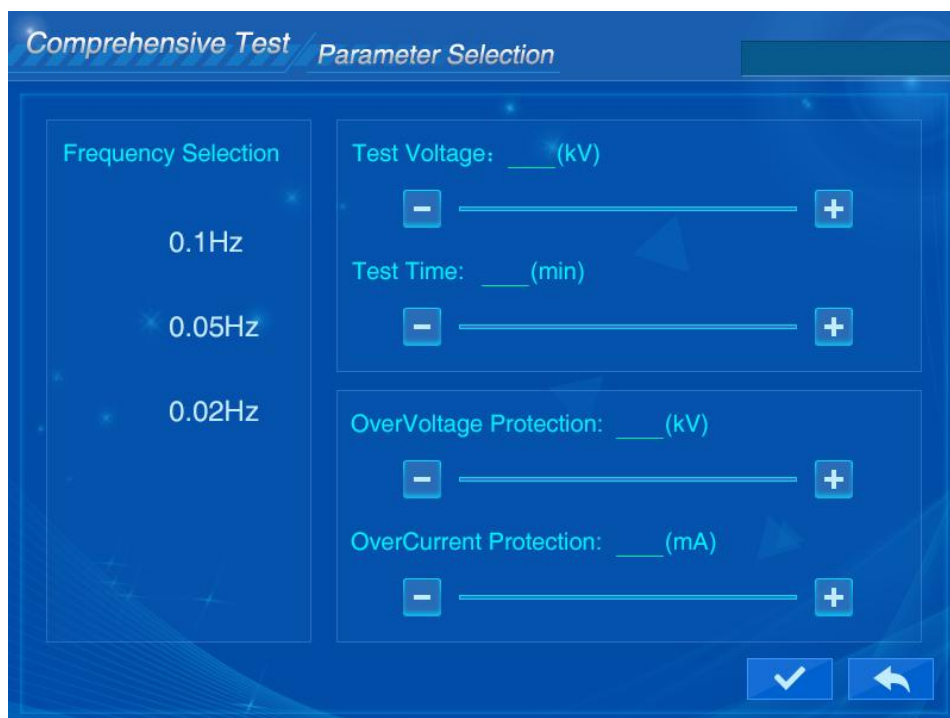 Comprehensive Test
Parameter Selection
Frequency Selection
0.1Hz
0.05Hz
0.02Hz
Test Voltage：____(kV)
Test Time: ____(min)
OverVoltage Protection: ____(kV)
OverCurrent Protection: ____(mA)